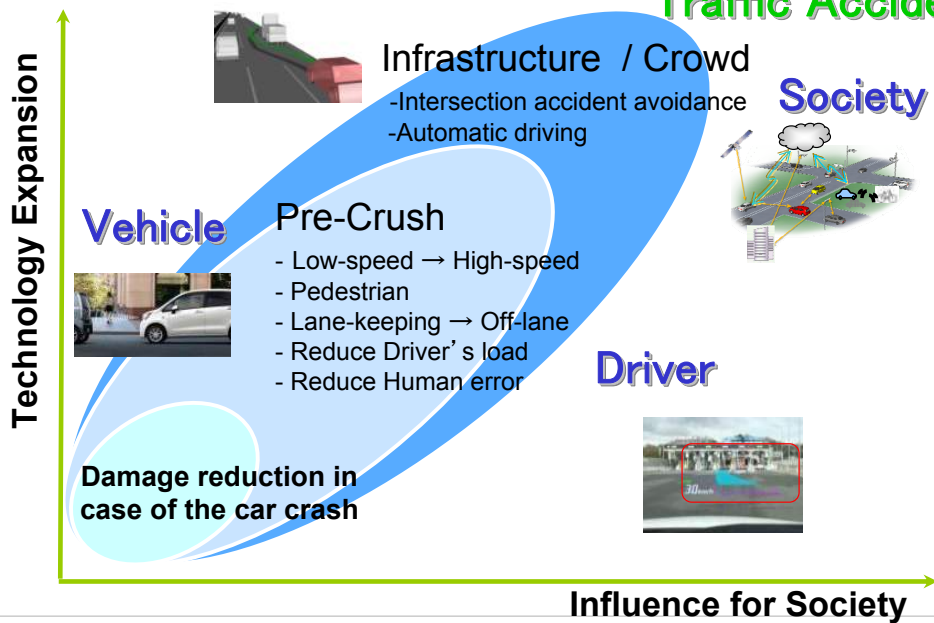 Traffic
Infrastructure / Crowd
-Intersection accident avoidance
-Automatic driving
Society
Technology Expansion
Vehicle
Pre-Crush
- Low-speed → High-speed
- Pedestrian
- Lane-keeping → Off-lane
- Reduce Driver’s load
- Reduce Human error
Driver
30km/h
Damage reduction in
case of the car crash
Influence for Society